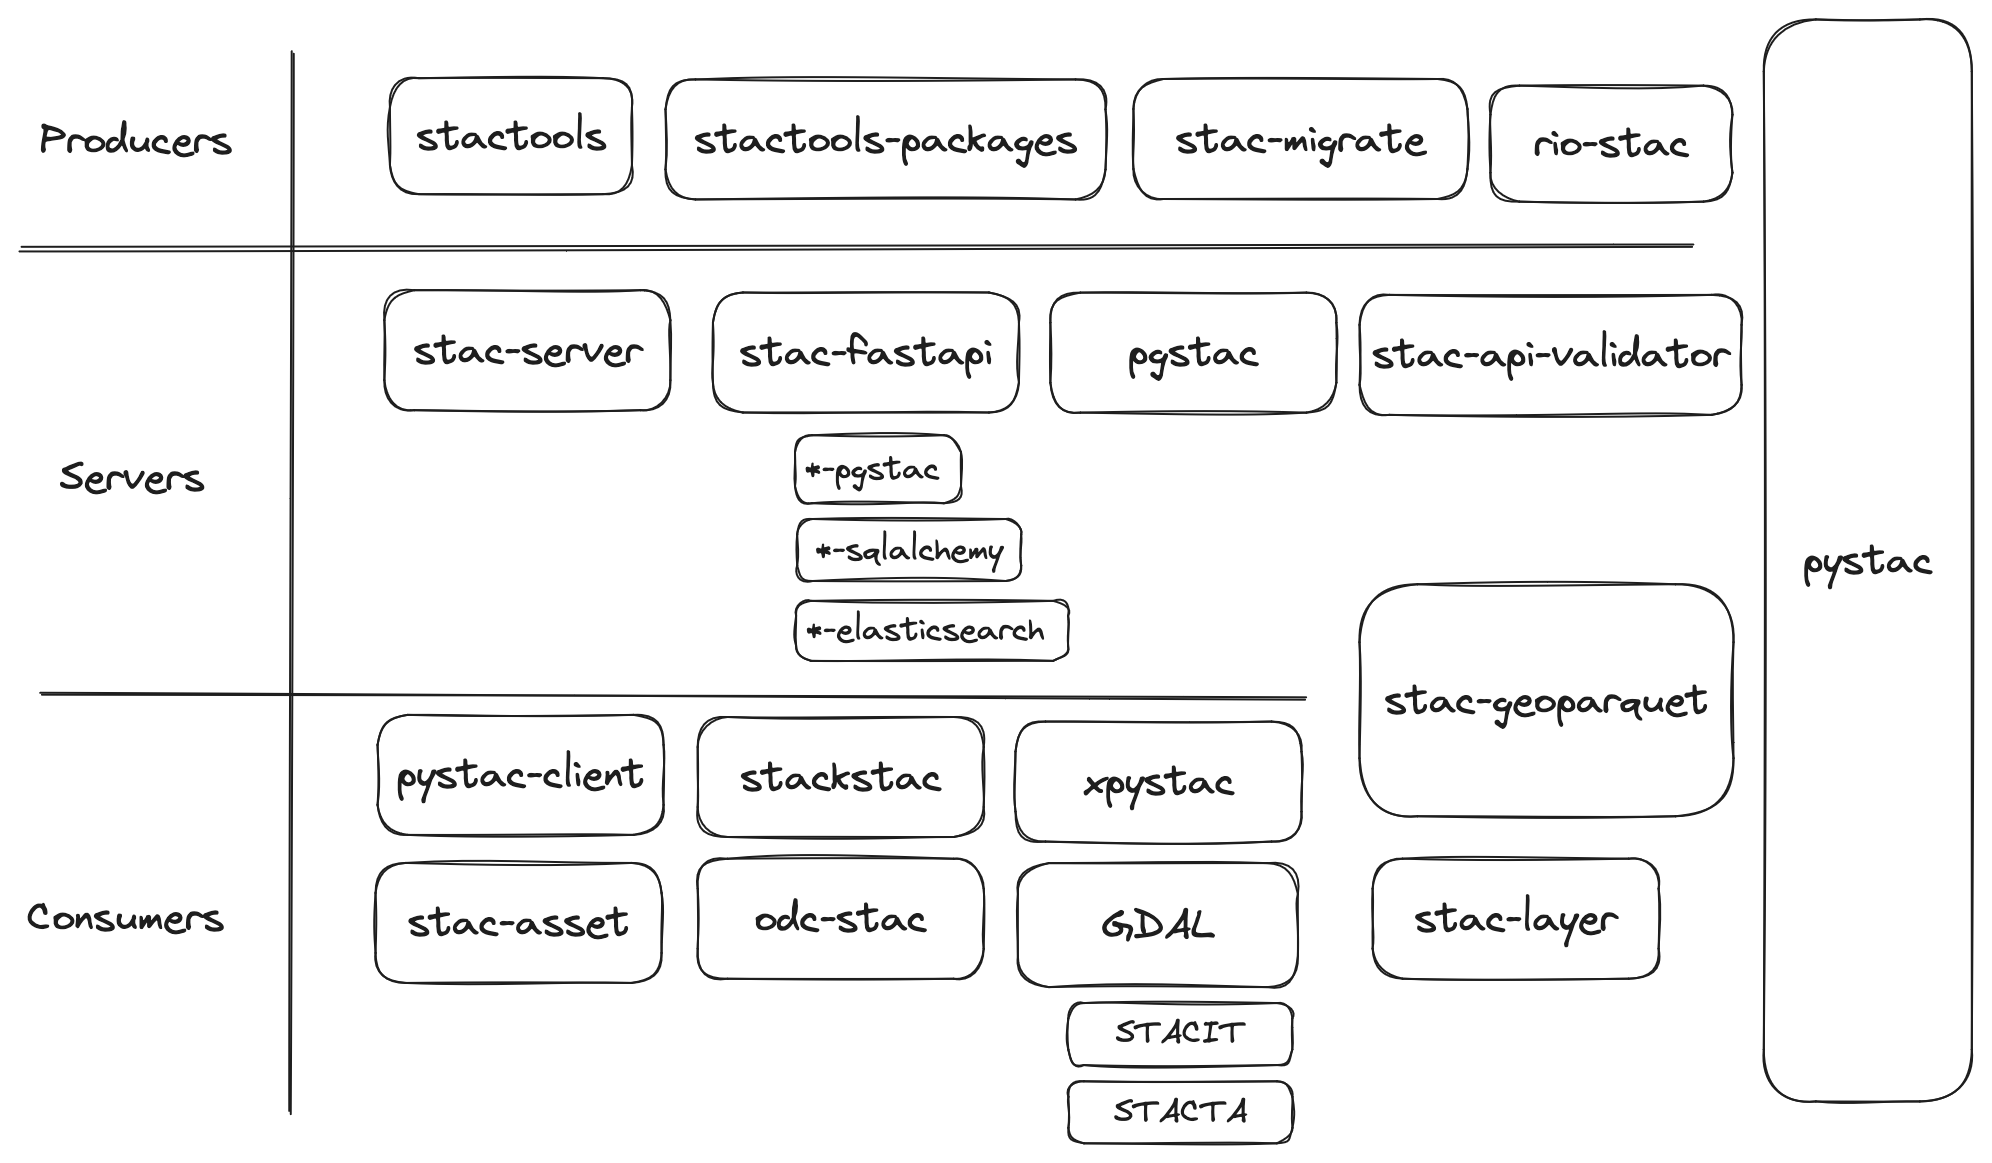 Producers
stactools
stactools-packages
stac-migrate
rio-stac
Servers
stac-server
stac-fastapi
pgstac
stac-api-validator
*-pgstac
*-sqlalchemy
*-elasticsearch
stac-geoparquet
pystac
Consumers
pystac-client
stackstac
xpystac
stac-asset
odc-stac
GDAL
stac-layer
STACIT
STACTA